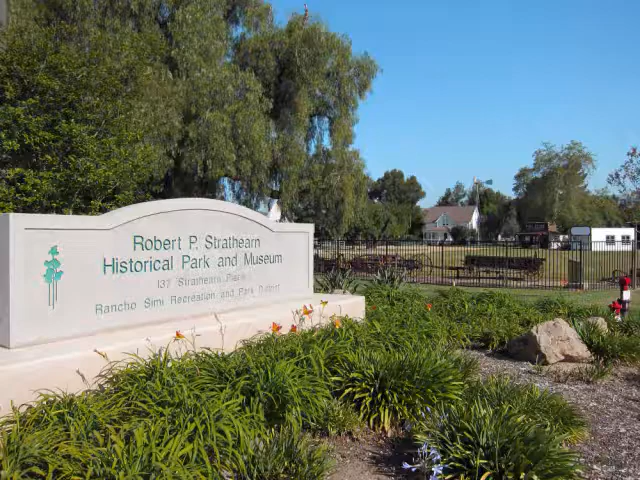 Robert P. Strathearn
Historical Park and Museum
137 Strathearn Place
Rancho Simi Recreation and Park District